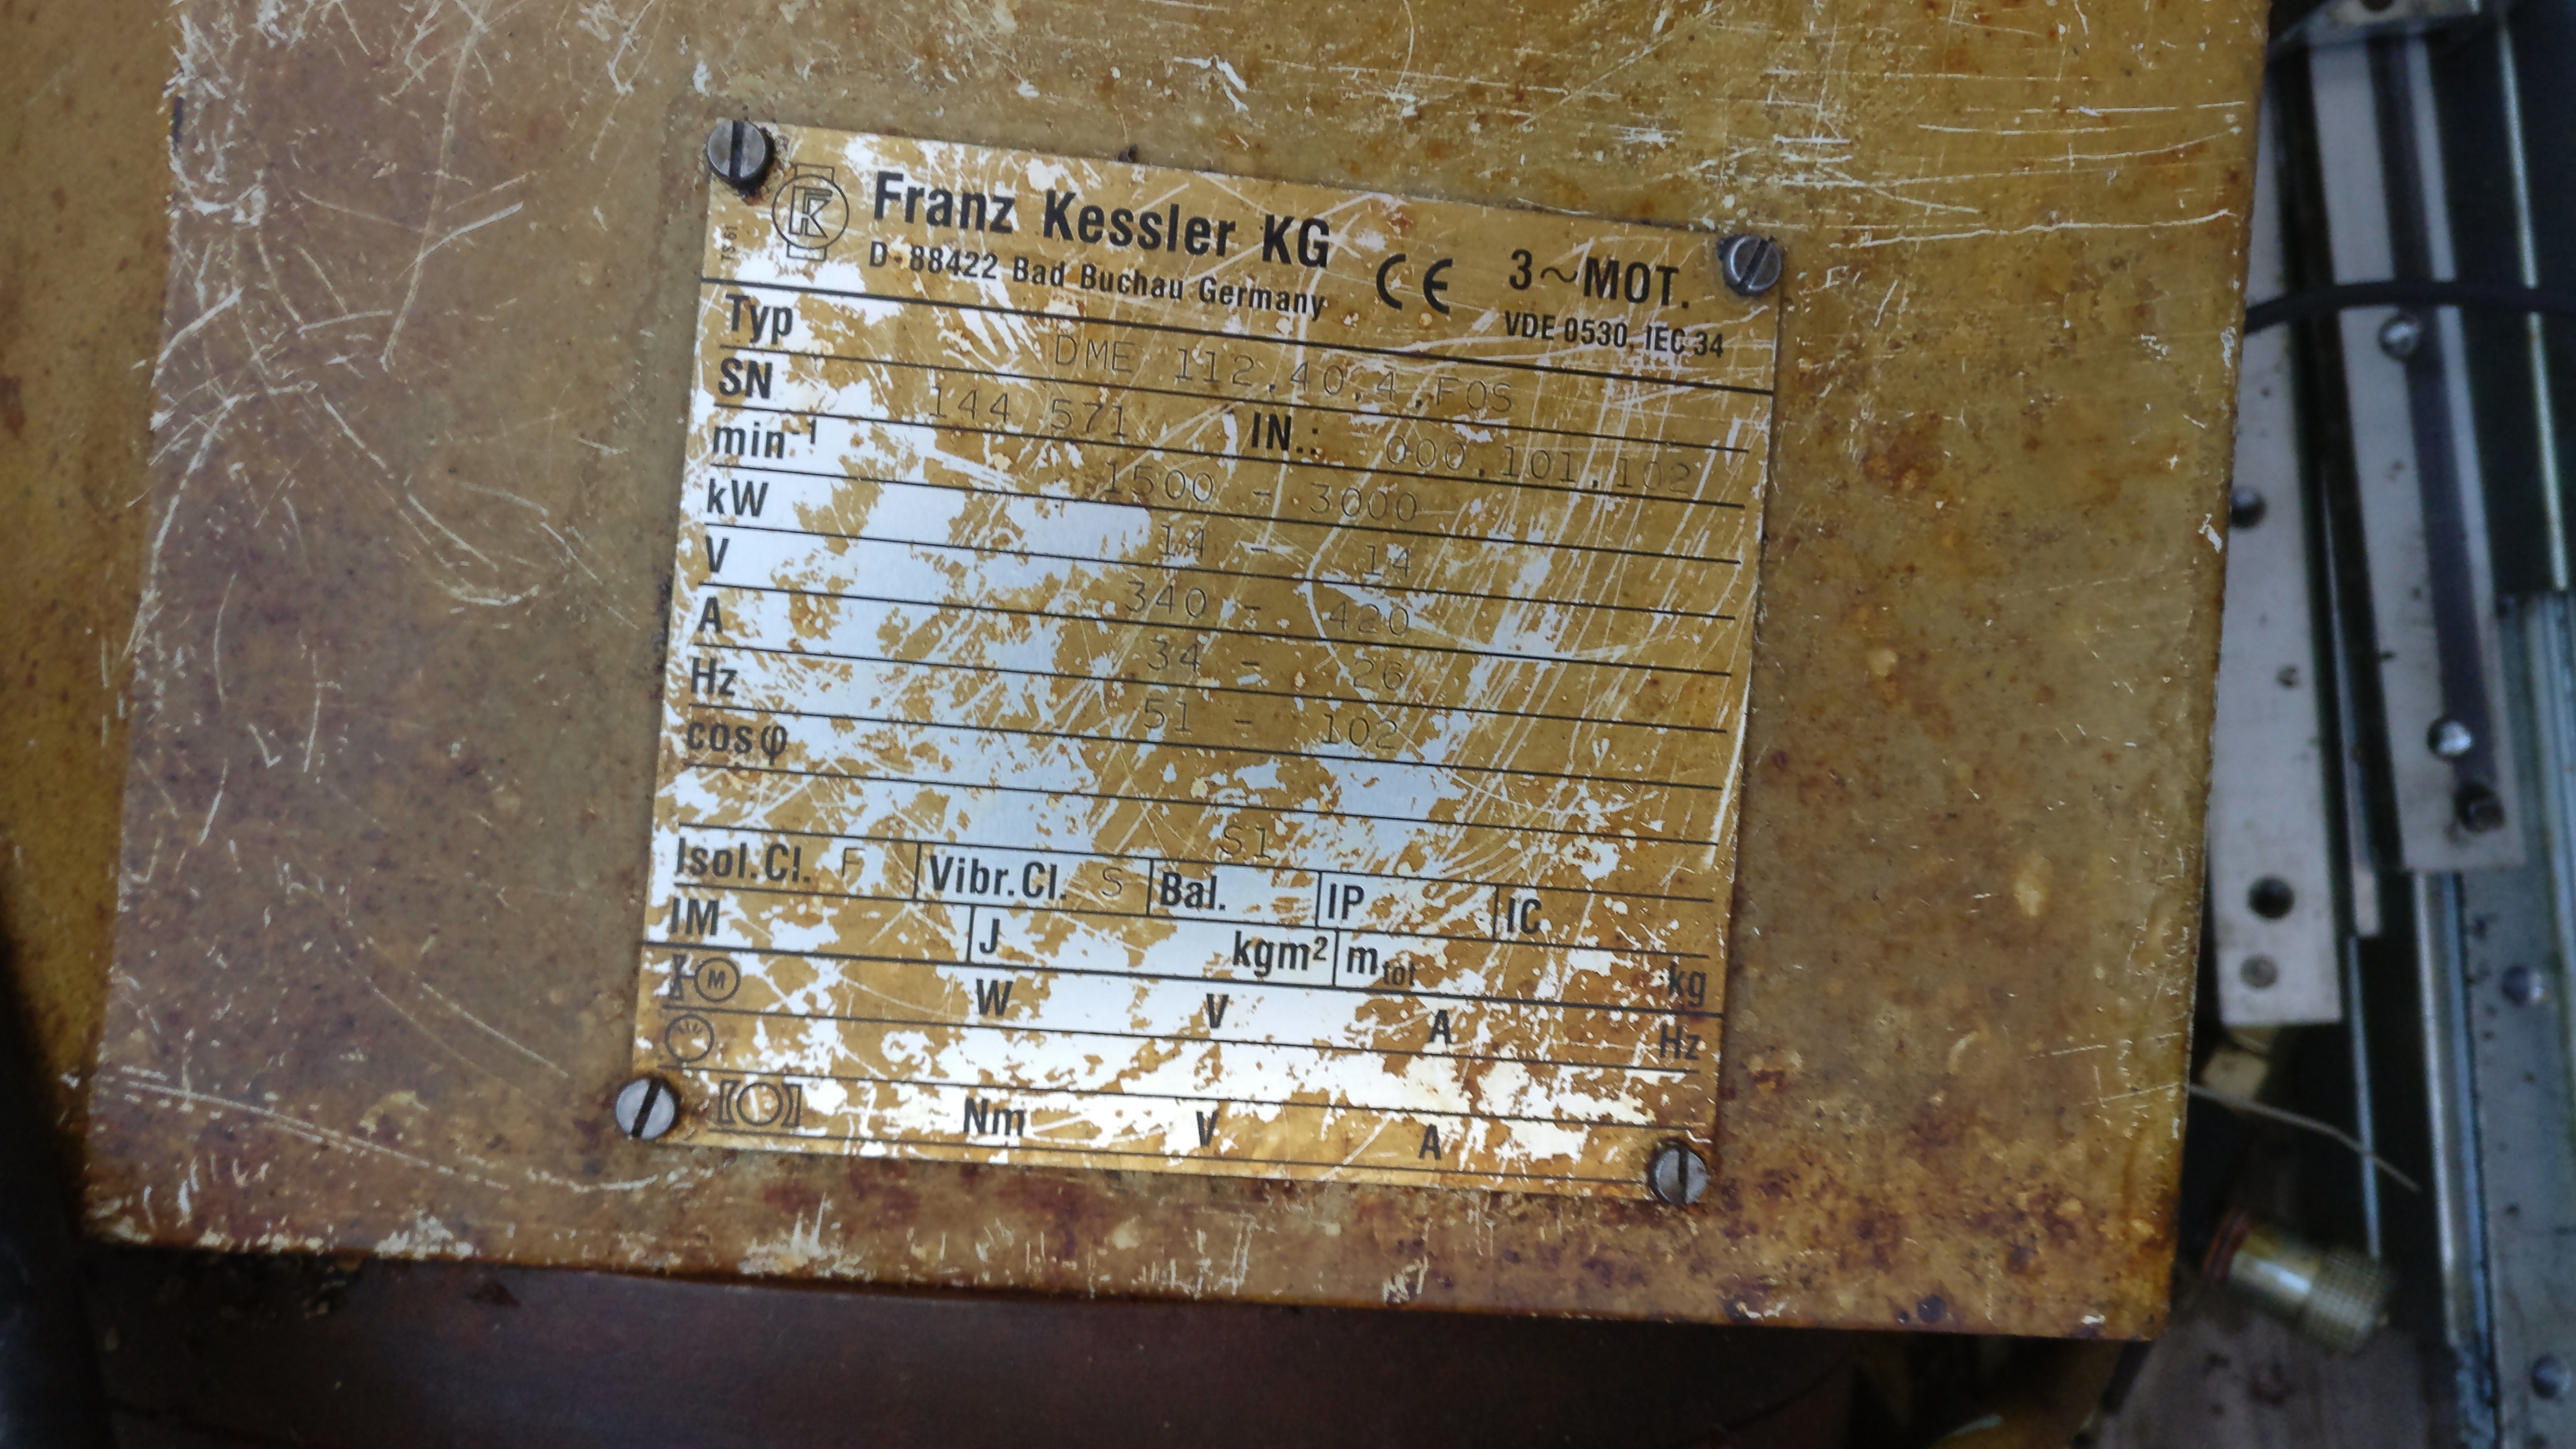 FK
Franz Kessler KG
D-88422 Bad Buchau Germany
CE
3~MOT.
VDE 0530, IEC 34
Typ DME 112.40.4.FOS
SN 144 571 IN.: 000.101.102
min-1 1500 - 3000
kW 14 - 14
V 340 - 420
A 34 - 26
Hz 51 - 102
cosφ
S1
Isol.Cl. F Vibr.Cl. S Bal. IP IC
IM J kgm² mtot kg
M W V A Hz
Nm V A